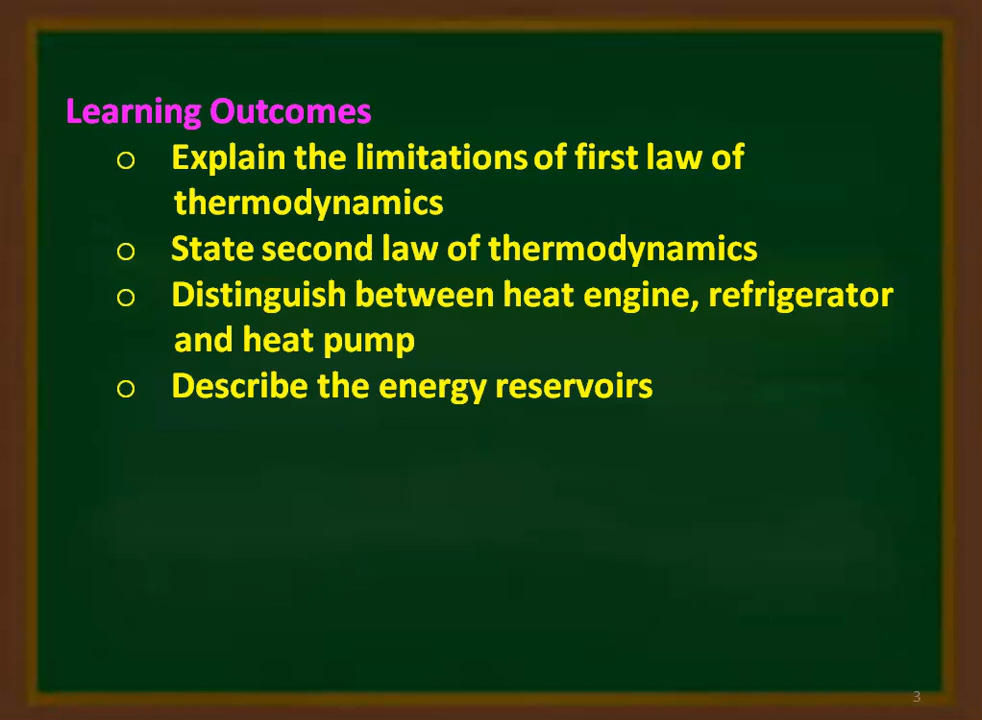 Learning Outcomes
○ Explain the limitations of first law of
thermodynamics
○ State second law of thermodynamics
○ Distinguish between heat engine, refrigerator
and heat pump
○ Describe the energy reservoirs
3